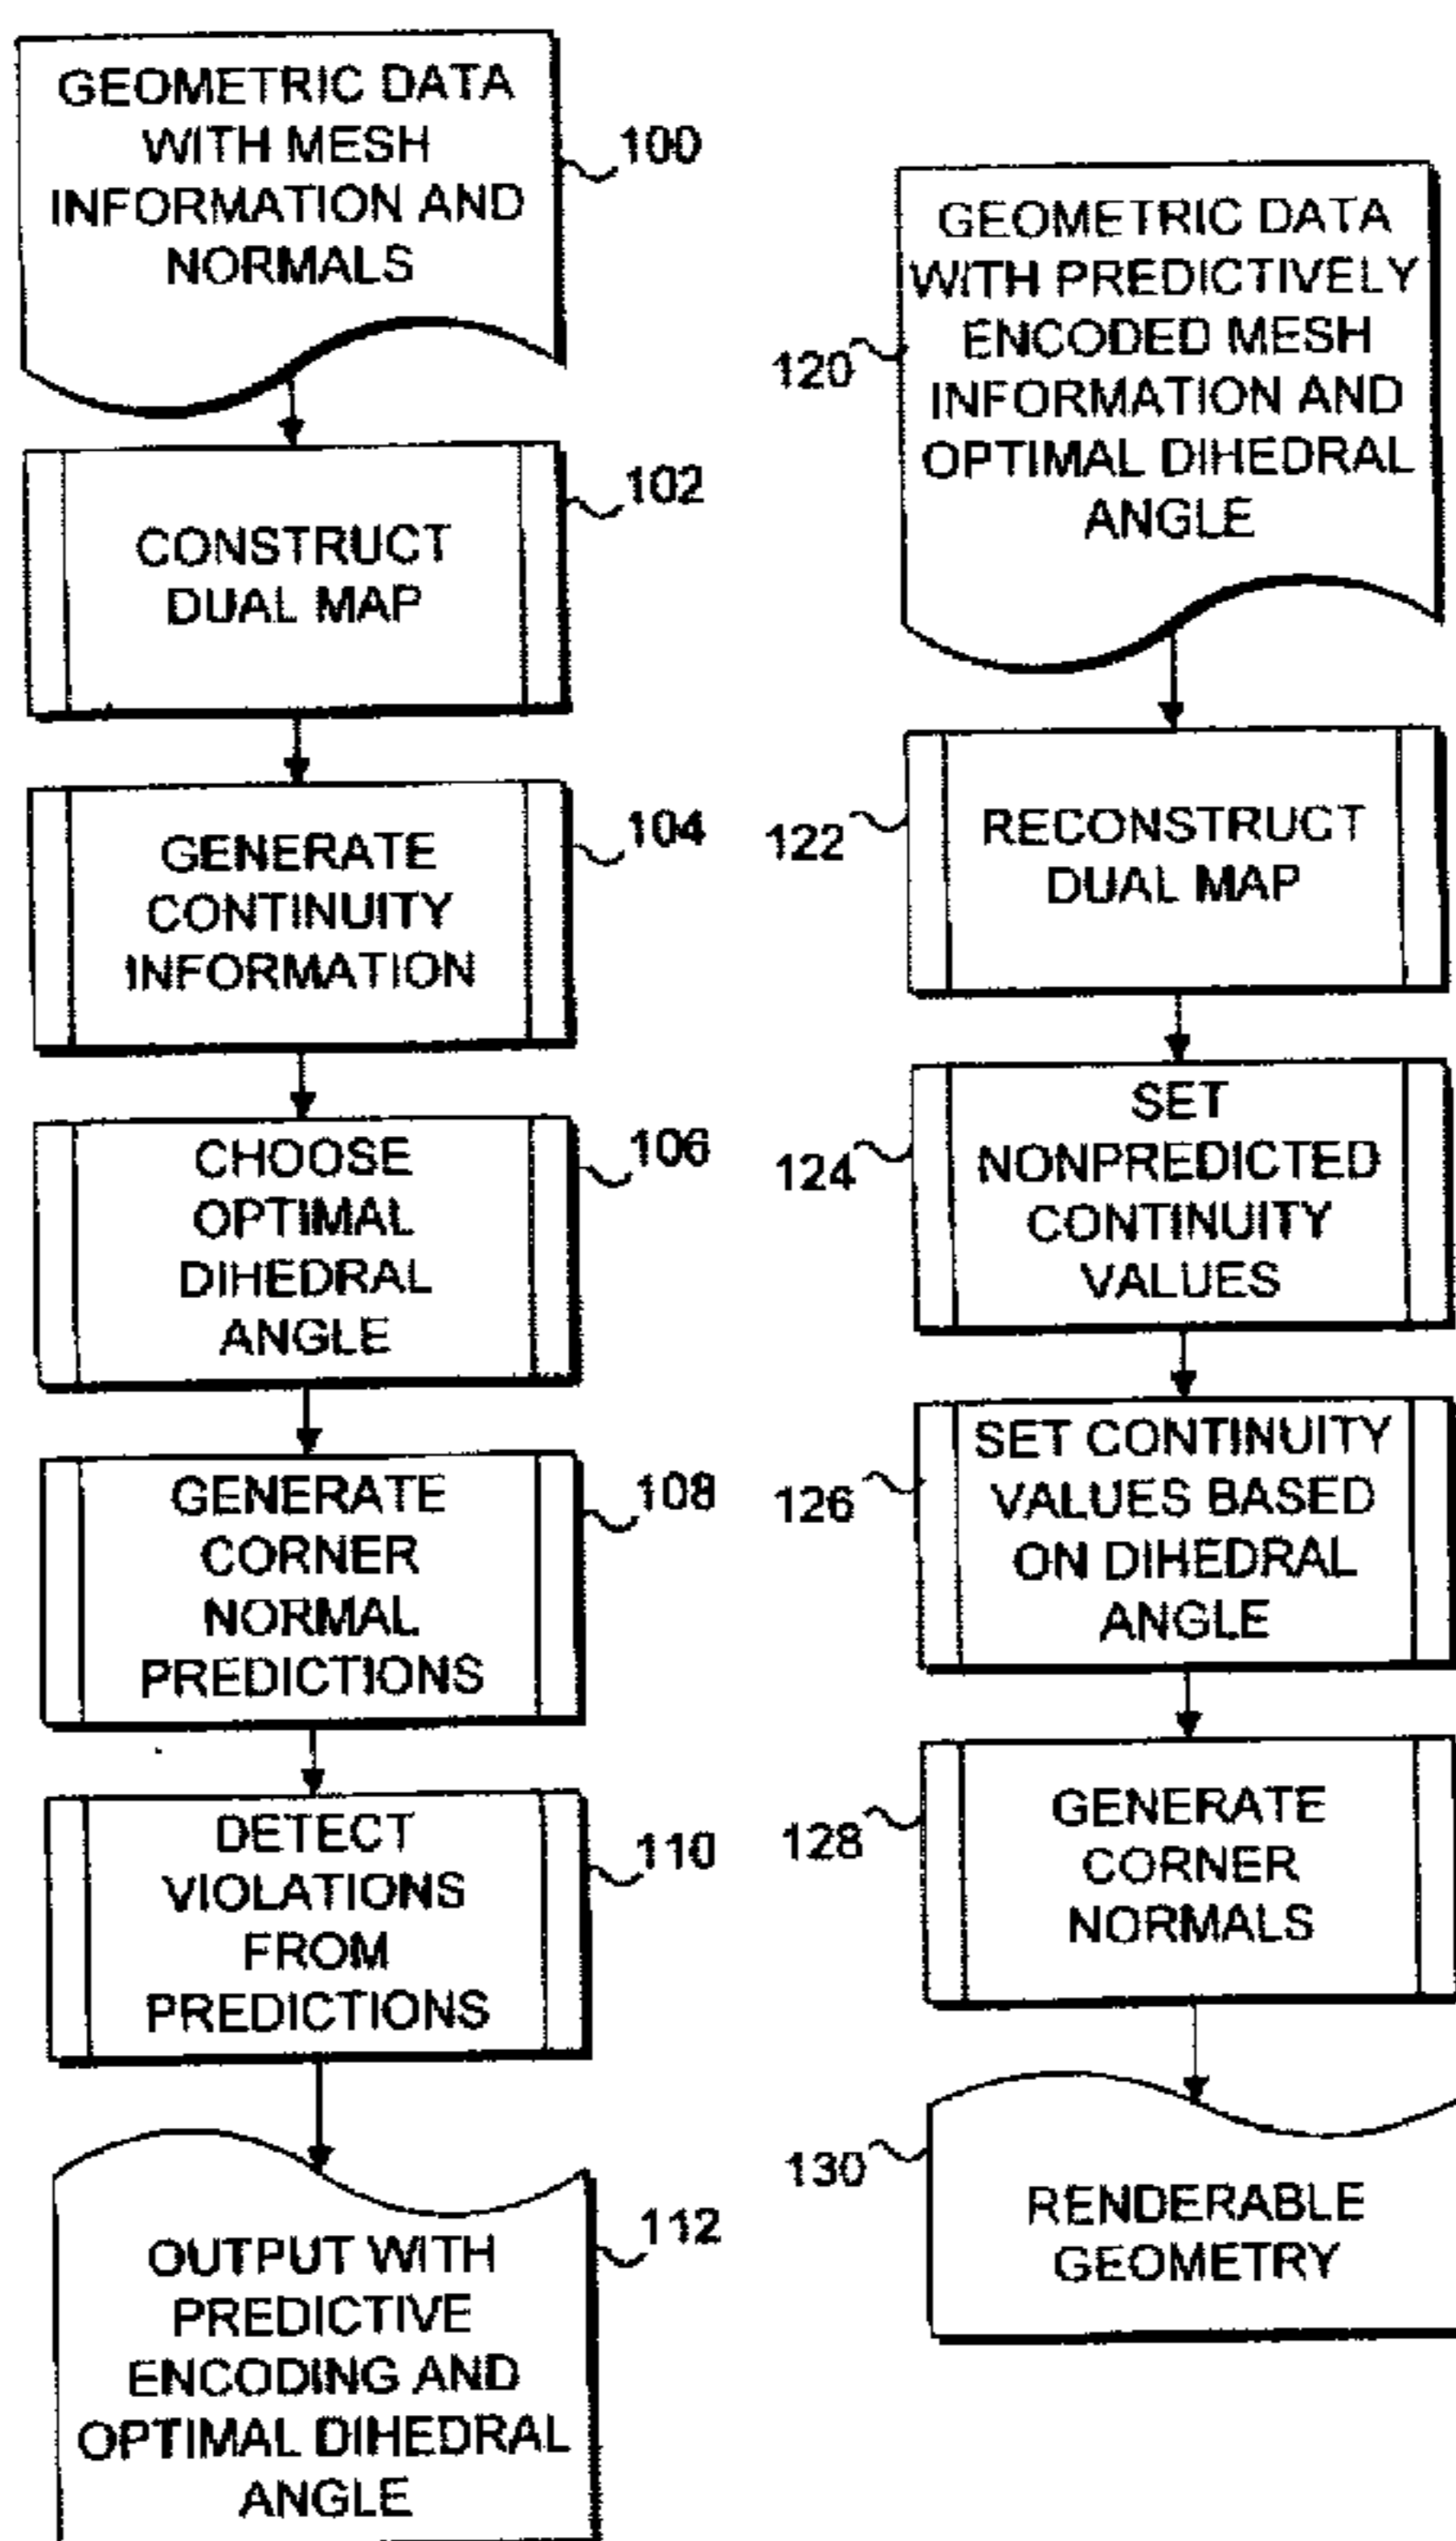 GEOMETRIC DATA
WITH MESH
INFORMATION AND
NORMALS
100
CONSTRUCT
DUAL MAP
102
GENERATE
CONTINUITY
INFORMATION
104
CHOOSE
OPTIMAL
DIHEDRAL
ANGLE
106
GENERATE
CORNER
NORMAL
PREDICTIONS
108
DETECT
VIOLATIONS
FROM
PREDICTIONS
110
OUTPUT WITH
PREDICTIVE
ENCODING AND
OPTIMAL DIHEDRAL
ANGLE
112
GEOMETRIC DATA
WITH PREDICTIVELY
ENCODED MESH
INFORMATION AND
OPTIMAL DIHEDRAL
ANGLE
120
RECONSTRUCT
DUAL MAP
122
SET
NONPREDICTED
CONTINUITY
VALUES
124
SET CONTINUITY
VALUES BASED
ON DIHEDRAL
ANGLE
126
GENERATE
CORNER
NORMALS
128
RENDERABLE
GEOMETRY
130